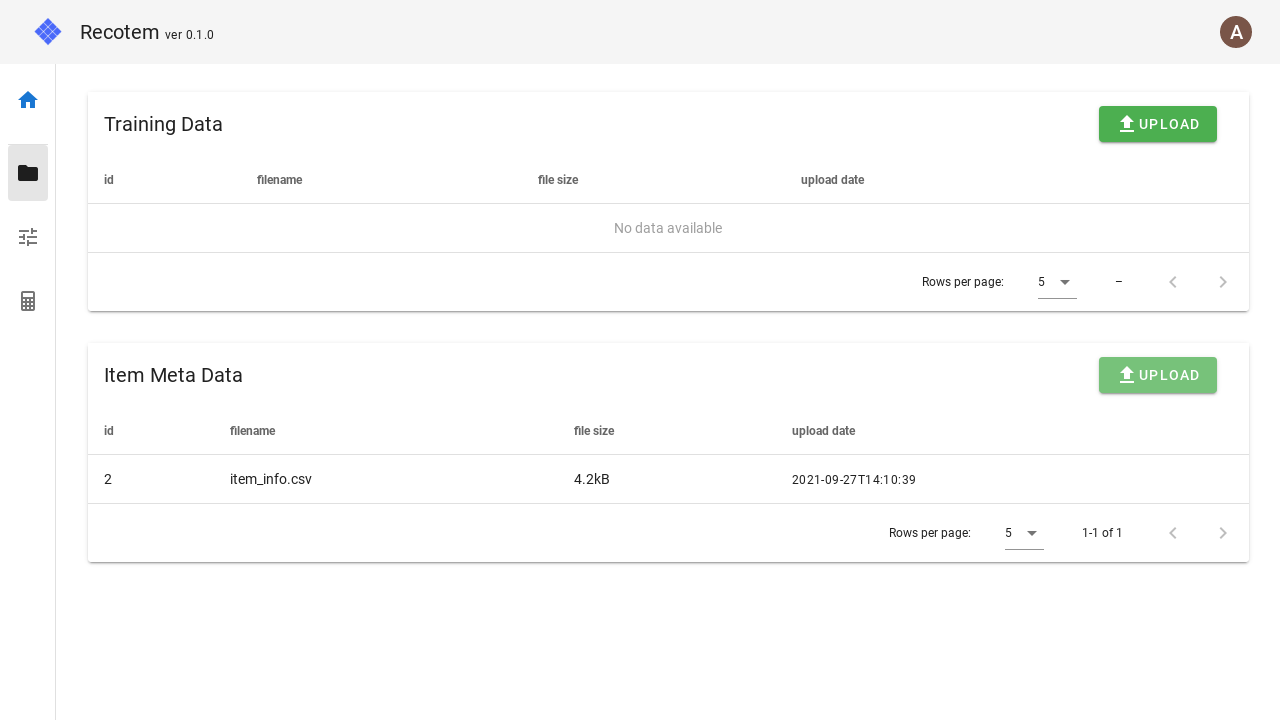 Recotem ver 0.1.0
A
Training Data
UPLOAD
id filename file size upload date
No data available
Rows per page: 5 –
Item Meta Data
UPLOAD
id filename file size upload date
2 item_info.csv 4.2kB 2021-09-27T14:10:39
Rows per page: 5 1-1 of 1